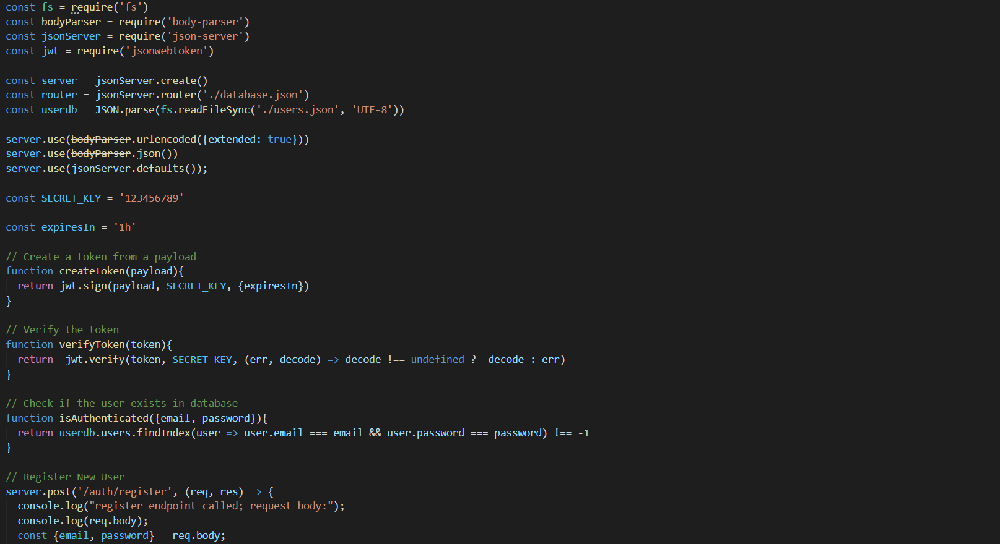 const fs = require('fs')
const bodyParser = require('body-parser')
const jsonServer = require('json-server')
const jwt = require('jsonwebtoken')

const server = jsonServer.create()
const router = jsonServer.router('./database.json')
const userdb = JSON.parse(fs.readFileSync('./users.json', 'UTF-8'))

server.use(bodyParser.urlencoded({extended: true}))
server.use(bodyParser.json())
server.use(jsonServer.defaults());

const SECRET_KEY = '123456789'

const expiresIn = '1h'

// Create a token from a payload
function createToken(payload){
  return jwt.sign(payload, SECRET_KEY, {expiresIn})
}

// Verify the token
function verifyToken(token){
  return  jwt.verify(token, SECRET_KEY, (err, decode) => decode !== undefined ?  decode : err)
}

// Check if the user exists in database
function isAuthenticated({email, password}){
  return userdb.users.findIndex(user => user.email === email && user.password === password) !== -1
}

// Register New User
server.post('/auth/register', (req, res) => {
  console.log("register endpoint called; request body:");
  console.log(req.body);
  const {email, password} = req.body;